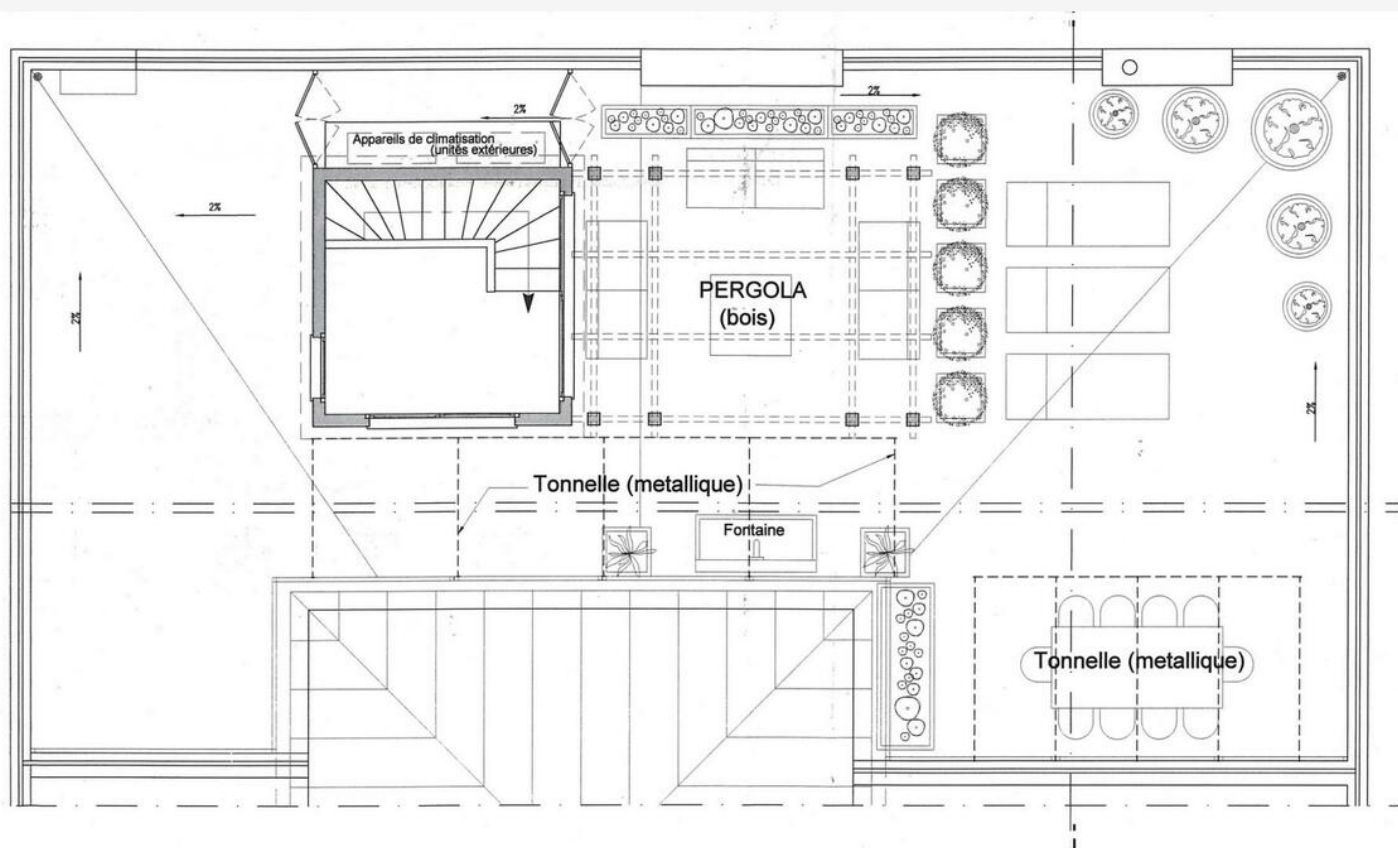 2%
2%
Appareils de climatisation
(unités extérieures)
2%
2%
PERGOLA
(bois)
2%
Tonnelle (metallique)
Fontaine
Tonnelle (metallique)